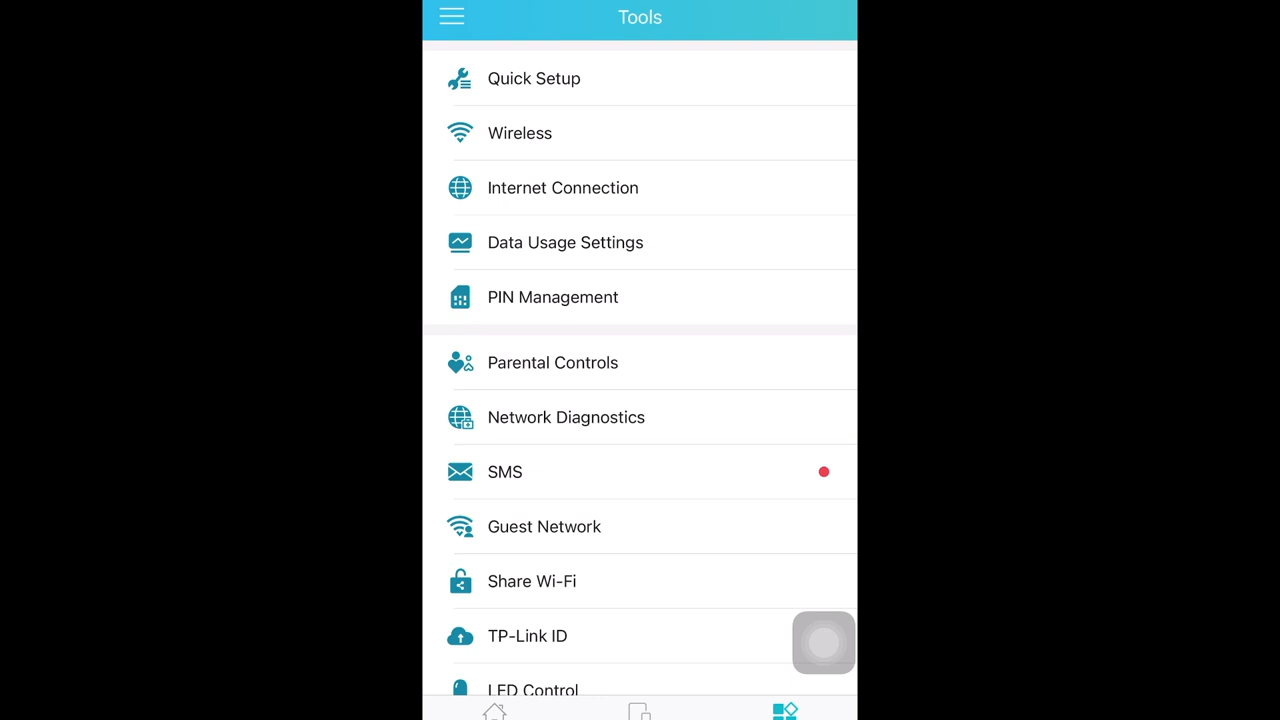 Tools
Quick Setup
Wireless
Internet Connection
Data Usage Settings
PIN Management
Parental Controls
Network Diagnostics
SMS
Guest Network
Share Wi-Fi
TP-Link ID
LED Control